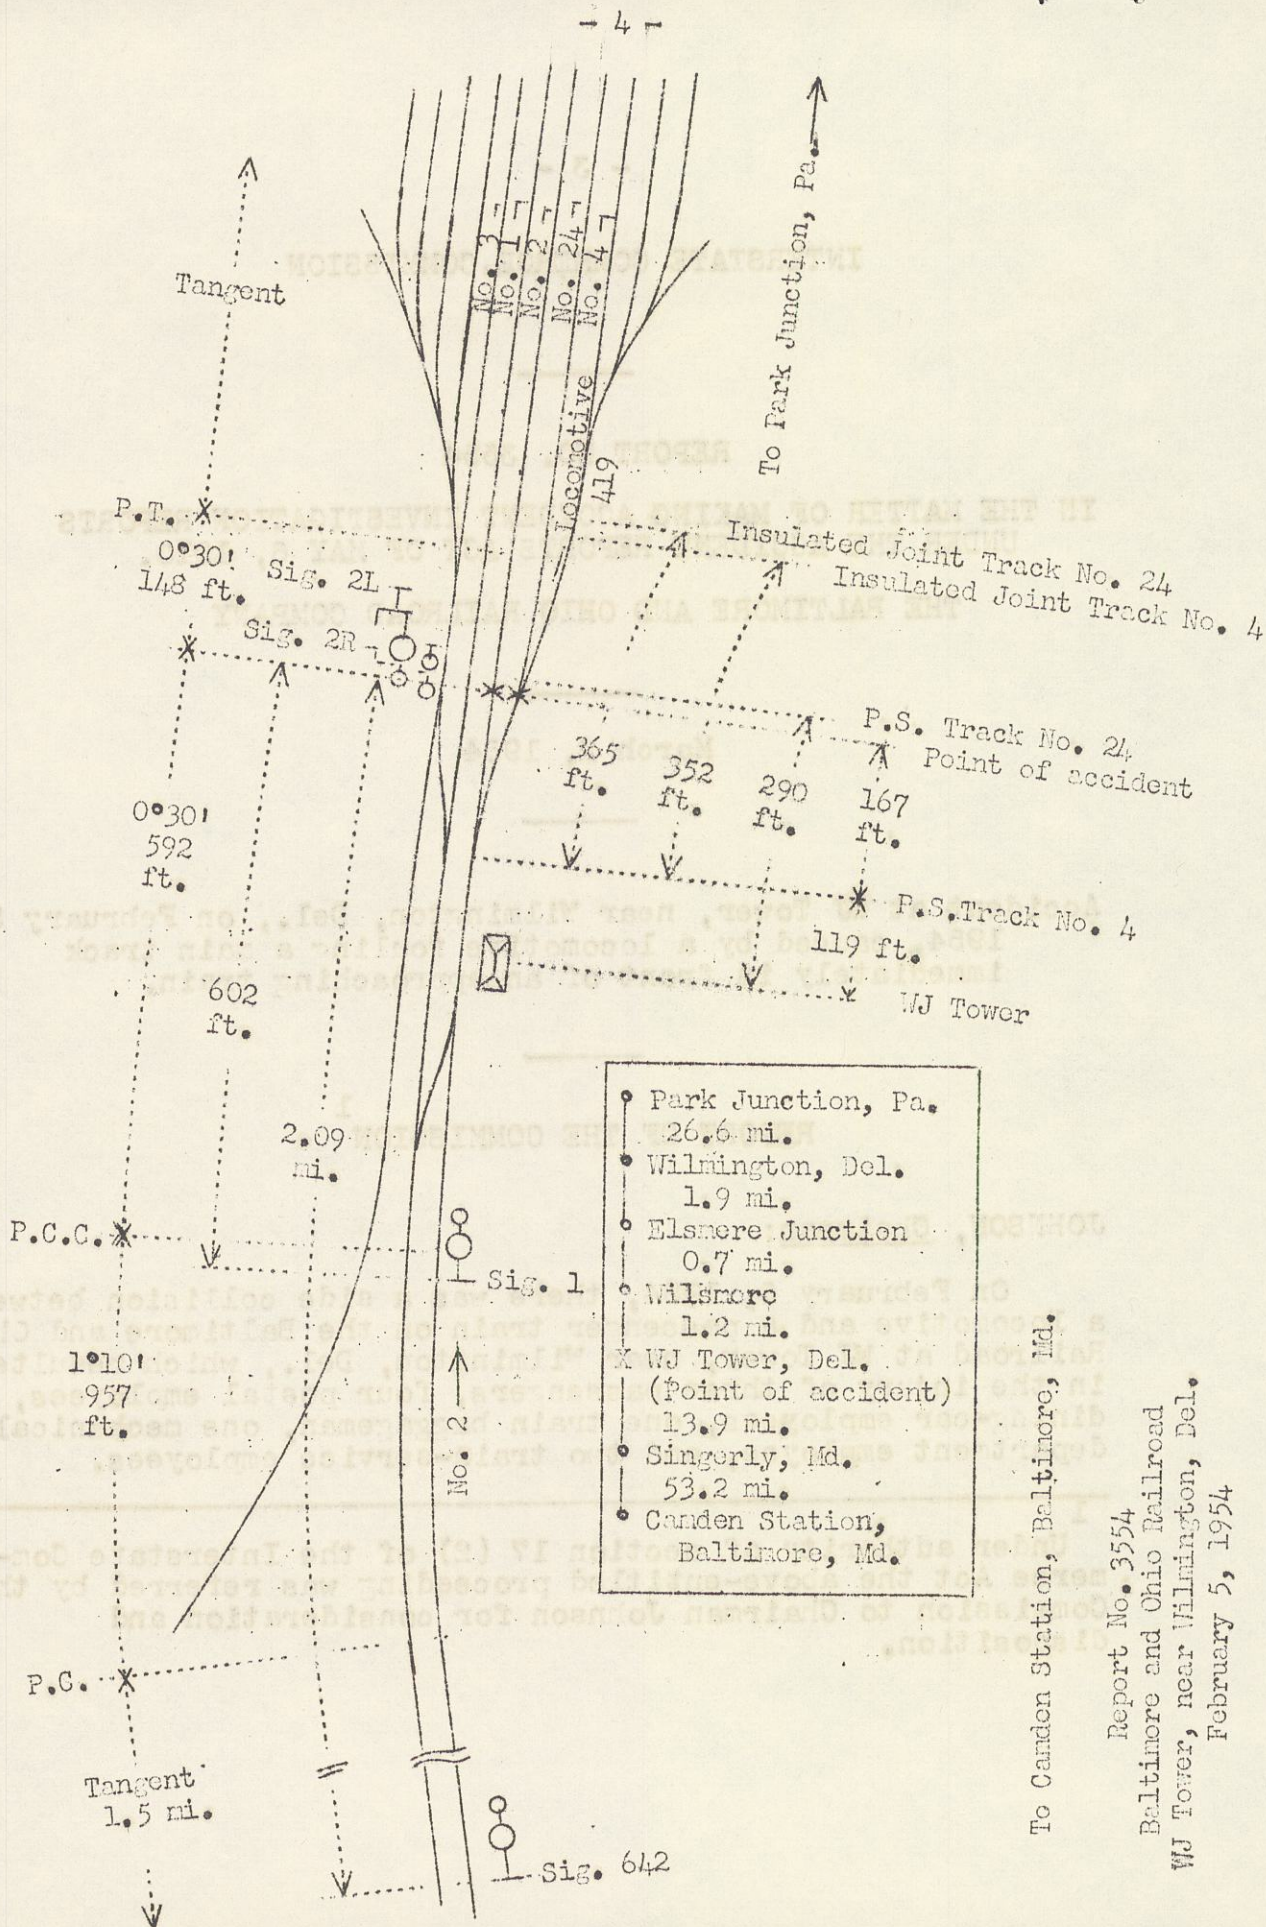 - 4 -
To Park Junction, Pa.
Tangent
No. 3
No. 1
No. 2
No. 24
No. 4
Locomotive
419
P.T.
0°30'
148 ft.
Sig. 2L
Sig. 2R
Insulated Joint Track No. 24
Insulated Joint Track No. 4
P.S. Track No. 24
Point of accident
365
ft.
352
ft.
290
ft.
167
ft.
0°30'
592
ft.
P.S.Track No. 4
119 ft.
WJ Tower
602
ft.
2.09
mi.
P.C.C.
Sig. 1
1°10'
957
ft.
No. 2
Park Junction, Pa.
26.6 mi.
Wilmington, Del.
1.9 mi.
Elsmere Junction
0.7 mi.
Wilsmere
1.2 mi.
X WJ Tower, Del.
(Point of accident)
13.9 mi.
Singerly, Md.
53.2 mi.
Camden Station,
Baltimore, Md.
P.C.
Tangent
1.5 mi.
Sig. 642
To Camden Station, Baltimore, Md.
Report No. 3554
Baltimore and Ohio Railroad
WJ Tower, near Wilmington, Del.
February 5, 1954